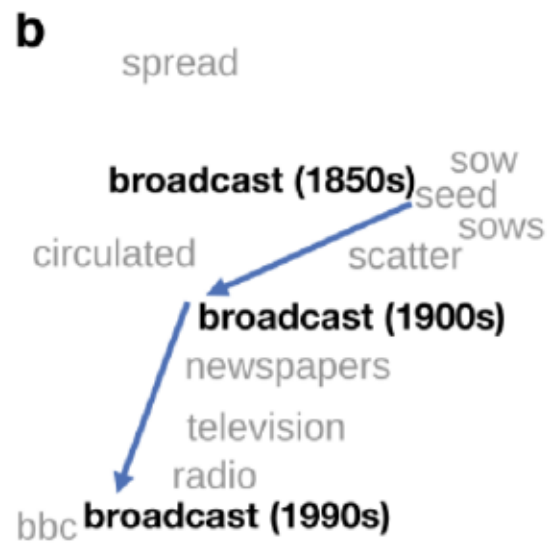 b
spread
sow
broadcast (1850s)
seed
sows
circulated
scatter
broadcast (1900s)
newspapers
television
radio
bbc
broadcast (1990s)